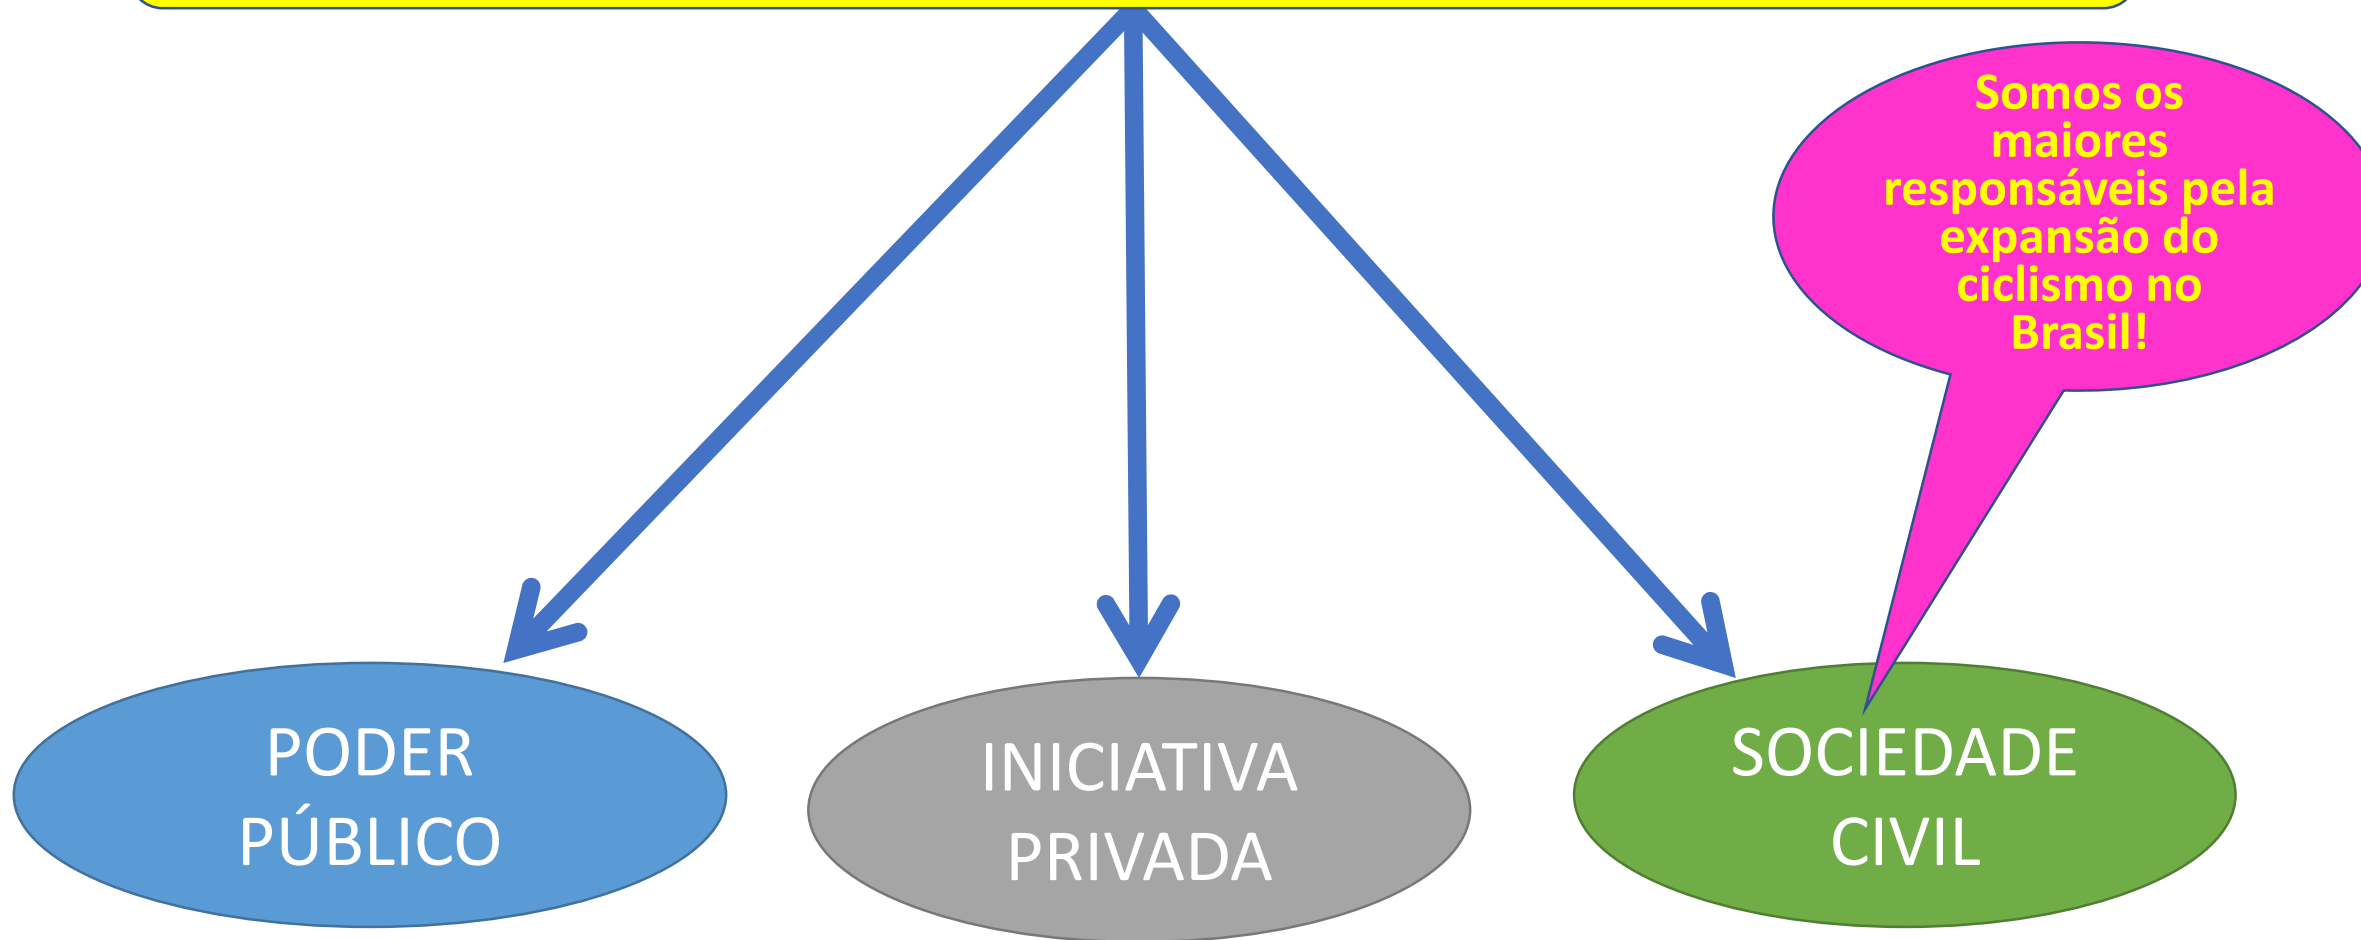 Somos os
maiores
responsáveis pela
expansão do
ciclismo no
Brasil!
PODER
PÚBLICO
INICIATIVA
PRIVADA
SOCIEDADE
CIVIL